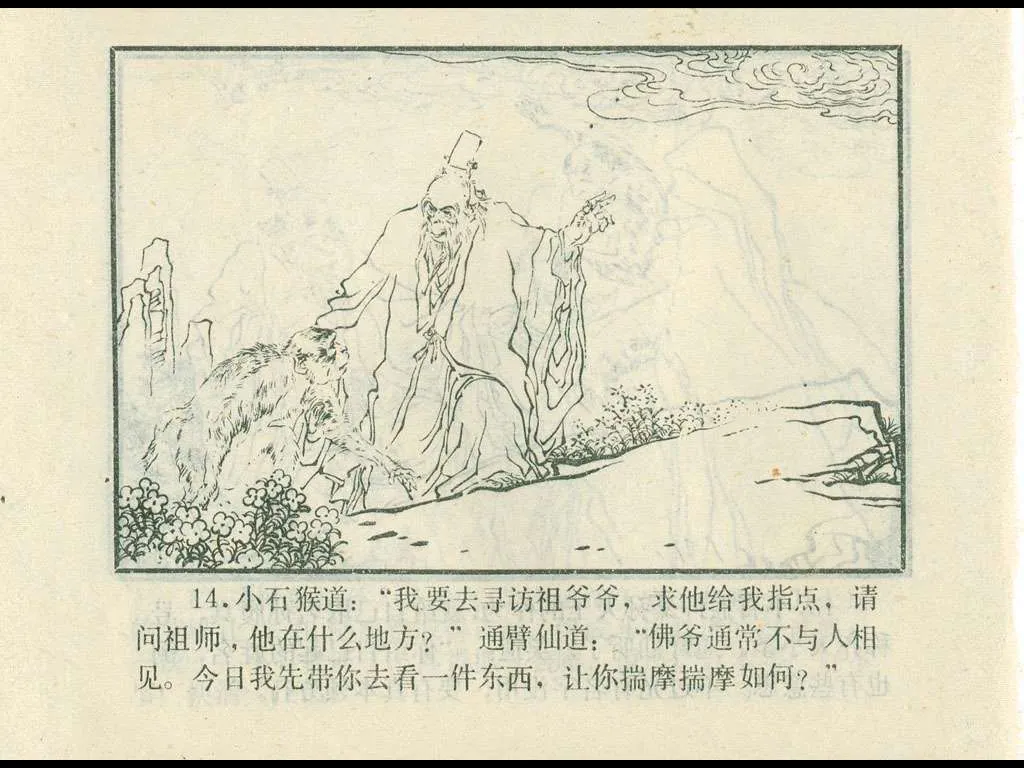 14.小石猴道：“我要去寻访祖爷爷，求他给我指点，请
问祖师，他在什么地方？”通臂仙道：“佛爷通常不与人相
见。今日我先带你去看一件东西，让你揣摩揣摩如何？”